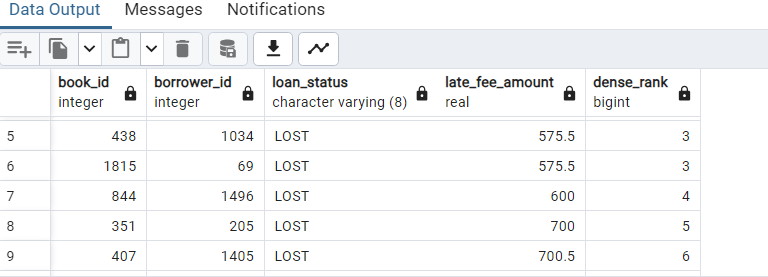 Data Output Messages Notifications
book_id borrower_id loan_status late_fee_amount dense_rank
integer integer character varying (8) real bigint
5 438 1034 LOST 575.5 3
6 1815 69 LOST 575.5 3
7 844 1496 LOST 600 4
8 351 205 LOST 700 5
9 407 1405 LOST 700.5 6